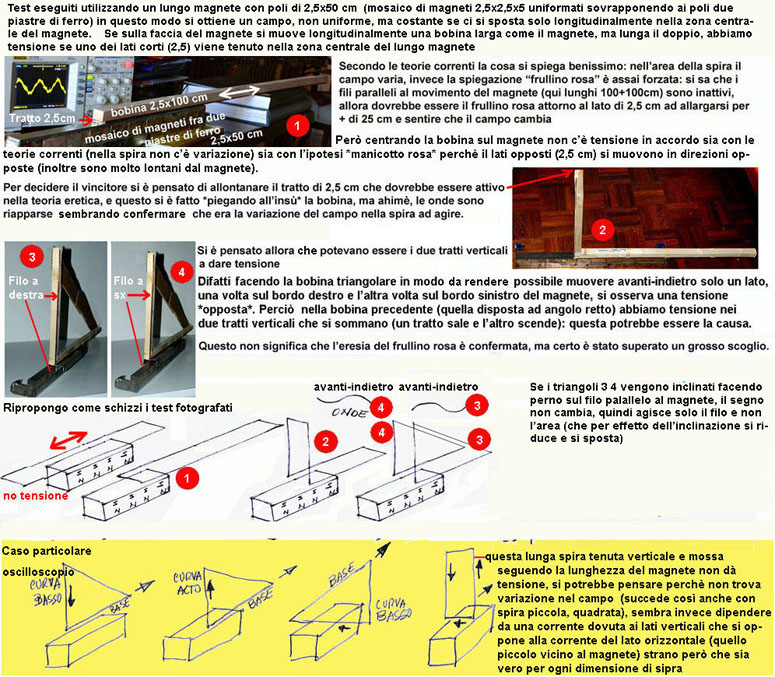 Test eseguiti utilizzando un lungo magnete con poli di 2,5x50 cm (mosaico di magneti 2,5x2,5x5 uniformati sovrapponendo ai poli due
piastre di ferro) in questo modo si ottiene un campo, non uniforme, ma costante se ci si sposta solo longitudinalmente nella zona centra-
le del magnete. Se sulla faccia del magnete si muove longitudinalmente una bobina larga come il magnete, ma lunga il doppio, abbiamo
tensione se uno dei lati corti (2,5) viene tenuto nella zona centrale del lungo magnete
Secondo le teorie correnti la cosa si spiega benissimo: nell'area della spira il
campo varia, invece la spiegazione "frullino rosa" è assai forzata: si sa che i
fili paralleli al movimento del magnete (qui lunghi 100+100cm) sono inattivi,
allora dovrebbe essere il frullino rosa attorno al lato di 2,5 cm ad allargarsi per
+ di 25 cm e sentire che il campo cambia
bobina 2,5x100 cm
Tratto 2,5cm
mosaico di magneti fra due
piastre di ferro
2,5x50 cm
1
Però centrando la bobina sul magnete non c'è tensione in accordo sia con le
teorie correnti (nella spira non c'è variazione) sia con l'ipotesi *manicotto rosa* perchè il lati opposti (2,5 cm) si muovono in direzioni op-
poste (inoltre sono molto lontani dal magnete).
Per decidere il vincitore si è pensato di allontanare il tratto di 2,5 cm che dovrebbe essere attivo
nella teoria eretica, e questo si è fatto *piegando all'insù* la bobina, ma ahimè, le onde sono
riapparse sembrando confermare che era la variazione del campo nella spira ad agire.
2
3
4
Filo a
destra
Filo a
sx
Si è pensato allora che potevano essere i due tratti verticali
a dare tensione
Difatti facendo la bobina triangolare in modo da rendere possibile muovere avanti-indietro solo un lato,
una volta sul bordo destro e l'altra volta sul bordo sinistro del magnete, si osserva una tensione
*opposta*. Perciò nella bobina precedente (quella disposta ad angolo retto) abbiamo tensione nei
due tratti verticali che si sommano (un tratto sale e l'altro scende): questa potrebbe essere la causa.
Questo non significa che l'eresia del frullino rosa è confermata, ma certo è stato superato un grosso scoglio.
Ripropongo come schizzi i test fotografati
avanti-indietro avanti-indietro
ONDE
4
3
4
3
2
1
no tensione
S S S S
N N N N
S S S S
N N N N
S S S S
N N N N
S S S S
N N N N
Se i triangoli 3 4 vengono inclinati facendo
perno sul filo palallelo al magnete, il segno
non cambia, quindi agisce solo il filo e non
l'area (che per effetto dell'inclinazione si ri-
duce e si sposta)
Caso particolare
oscilloscopio
CURVA
BASSO
BASE
CURVA
ALTO
BASE
BASE
CURVA
BASSO
questa lunga spira tenuta verticale e mossa
seguendo la lunghezza del magnete non dà
tensione, si potrebbe pensare perchè non trova
variazione nel campo (succede così anche con
spira piccola, quadrata), sembra invece dipendere
da una corrente dovuta ai lati verticali che si op-
pone alla corrente del lato orizzontale (quello
piccolo vicino al magnete) strano però che sia
vero per ogni dimensione di sipra